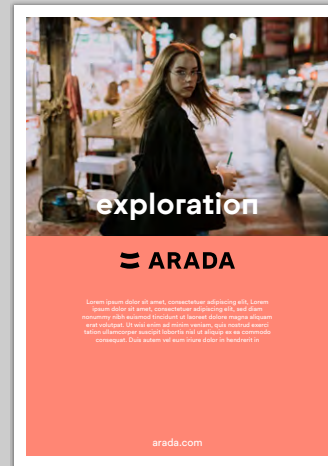 exploration
ARADA
Lorem ipsum dolor sit amet, consectetuer adipiscing elit, Lorem
ipsum dolor sit amet, consectetuer adipiscing elit, sed diam
nonummy nibh euismod tincidunt ut laoreet dolore magna aliquam
erat volutpat. Ut wisi enim ad minim veniam, quis nostrud exerci
tation ullamcorper suscipit lobortis nisl ut aliquip ex ea commodo
consequat. Duis autem vel eum iriure dolor in hendrerit in
arada.com